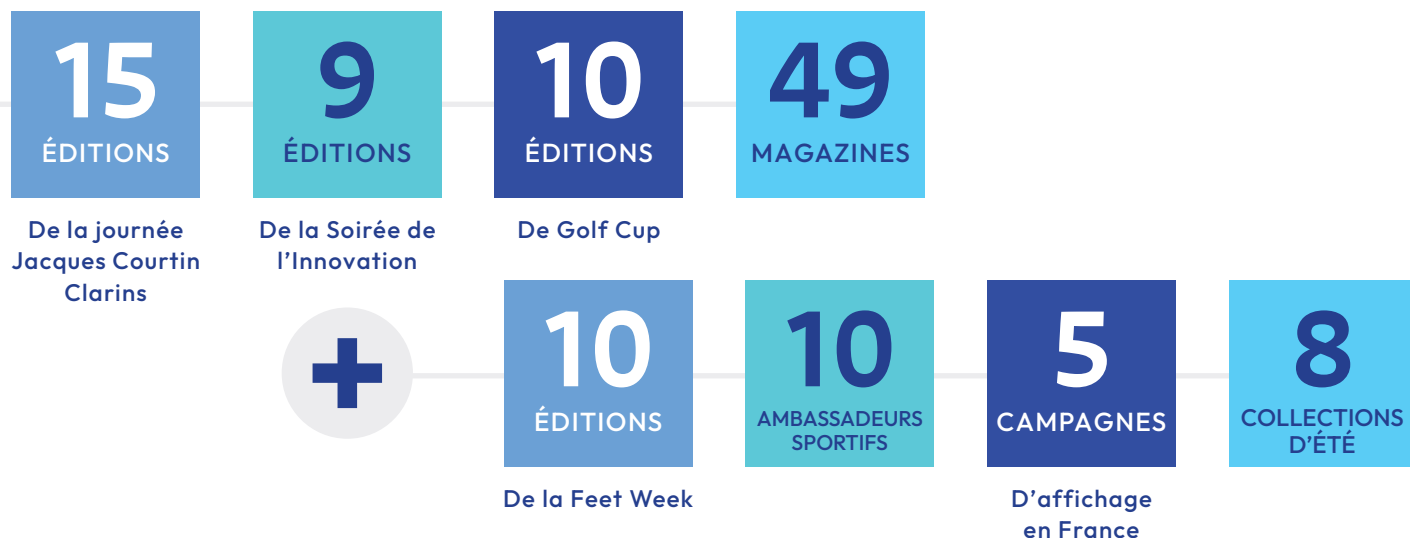 15
ÉDITIONS
De la journée
Jacques Courtin
Clarins
9
ÉDITIONS
De la Soirée de
l'Innovation
10
ÉDITIONS
De Golf Cup
49
MAGAZINES
+
10
ÉDITIONS
De la Feet Week
10
AMBASSADEURS
SPORTIFS
5
CAMPAGNES
D'affichage
en France
8
COLLECTIONS
D'ÉTÉ